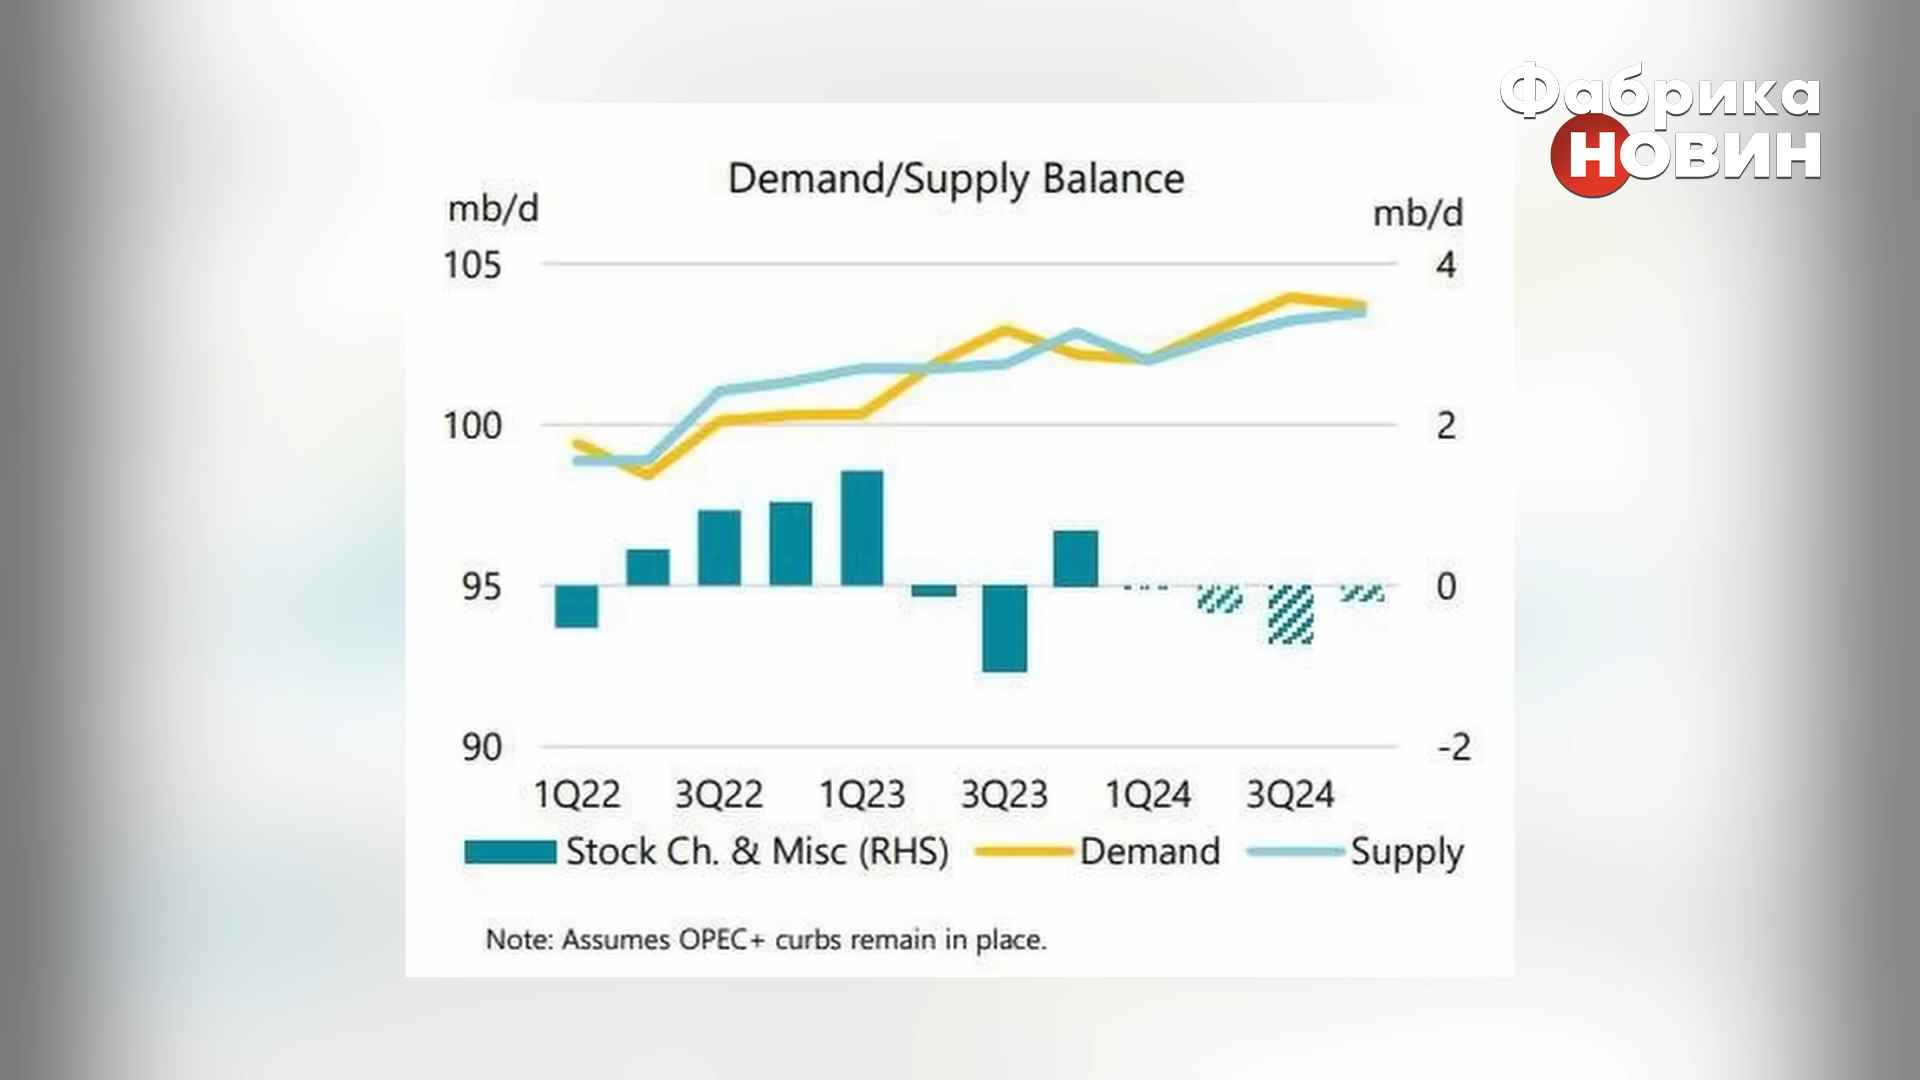 Фабрика
новин
Demand/Supply Balance
mb/d
mb/d
105
4
100
2
95
0
90
-2
1Q22 3Q22 1Q23 3Q23 1Q24 3Q24
Stock Ch. & Misc (RHS) Demand Supply
Note: Assumes OPEC+ curbs remain in place.